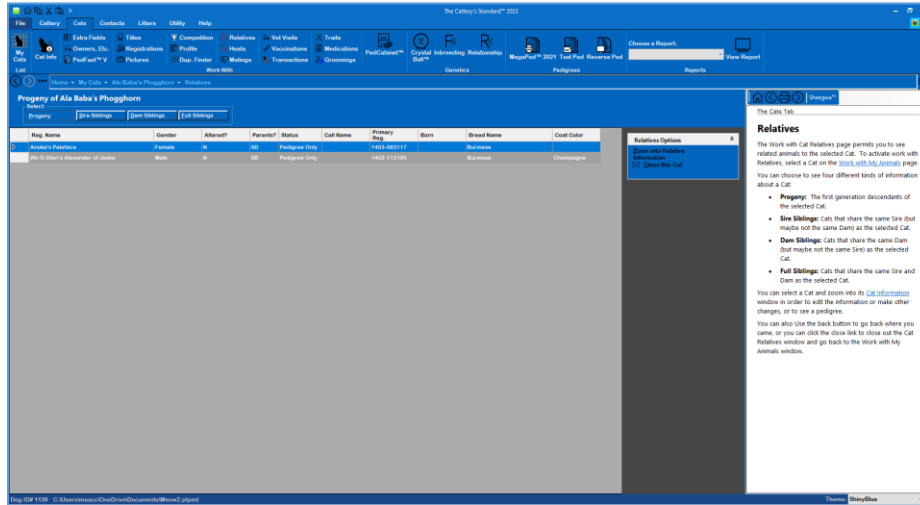 The Cattery's Standard™ 2023
File Cattery Cats Contacts Litters Utility Help
My Cats
Cat Info
Extra Fields Titles Competition Relatives Vet Visits Traits
Owners, Etc. Registrations Profile Hosts Vaccinations Medications
PedFast™ V Pictures Dup. Finder Matings Transactions Groomings
PedCabinet™
Crystal Ball™ Inbreeding Relationship
MegaPed™ 2021 Text Ped Reverse Ped
Choose a Report:
View Report
List Work With Genetics Pedigrees Reports
Home - My Cats - Ala Baba's Phogghorn - Relatives
Progeny of Ala Baba's Phogghorn
Select
Progeny Sire Siblings Dam Siblings Full Siblings
Reg. Name Gender Altered? Parents? Status Call Name Primary Reg Born Breed Name Coat Color
Anoka's Paleface Female N SD Pedigree Only 1403-083117 Burmese
Wil-O-Glen's Alexander of Jooke Male N SD Pedigree Only 1402-113195 Burmese Champagne
Relatives Options
Zoom into Relative Information
Close this Cat
Sheegwa™
The Cats Tab
Relatives
The Work with Cat Relatives page permits you to see
related animals to the selected Cat. To activate work with
Relatives, select a Cat on the Work with My Animals page.
You can choose to see four different kinds of information
about a Cat:
• Progeny: The first generation descendants of
the selected Cat.
• Sire Siblings: Cats that share the same Sire (but
maybe not the same Dam) as the selected Cat.
• Dam Siblings: Cats that share the same Dam
(but maybe not the same Sire) as the selected
Cat.
• Full Siblings: Cats that share the same Sire and
Dam as the selected Cat.
You can select a Cat and zoom into its Cat Information
window in order to edit the information or make other
changes, or to see a pedigree.
You can also Use the back button to go back where you
came, or you can click the close link to close out the Cat
Relatives window and go back to the Work with My
Animals window.
Dog ID# 1139 C:\Users\msacc\OneDrive\Documents\Meow2.plped
Theme: ShinyBlue